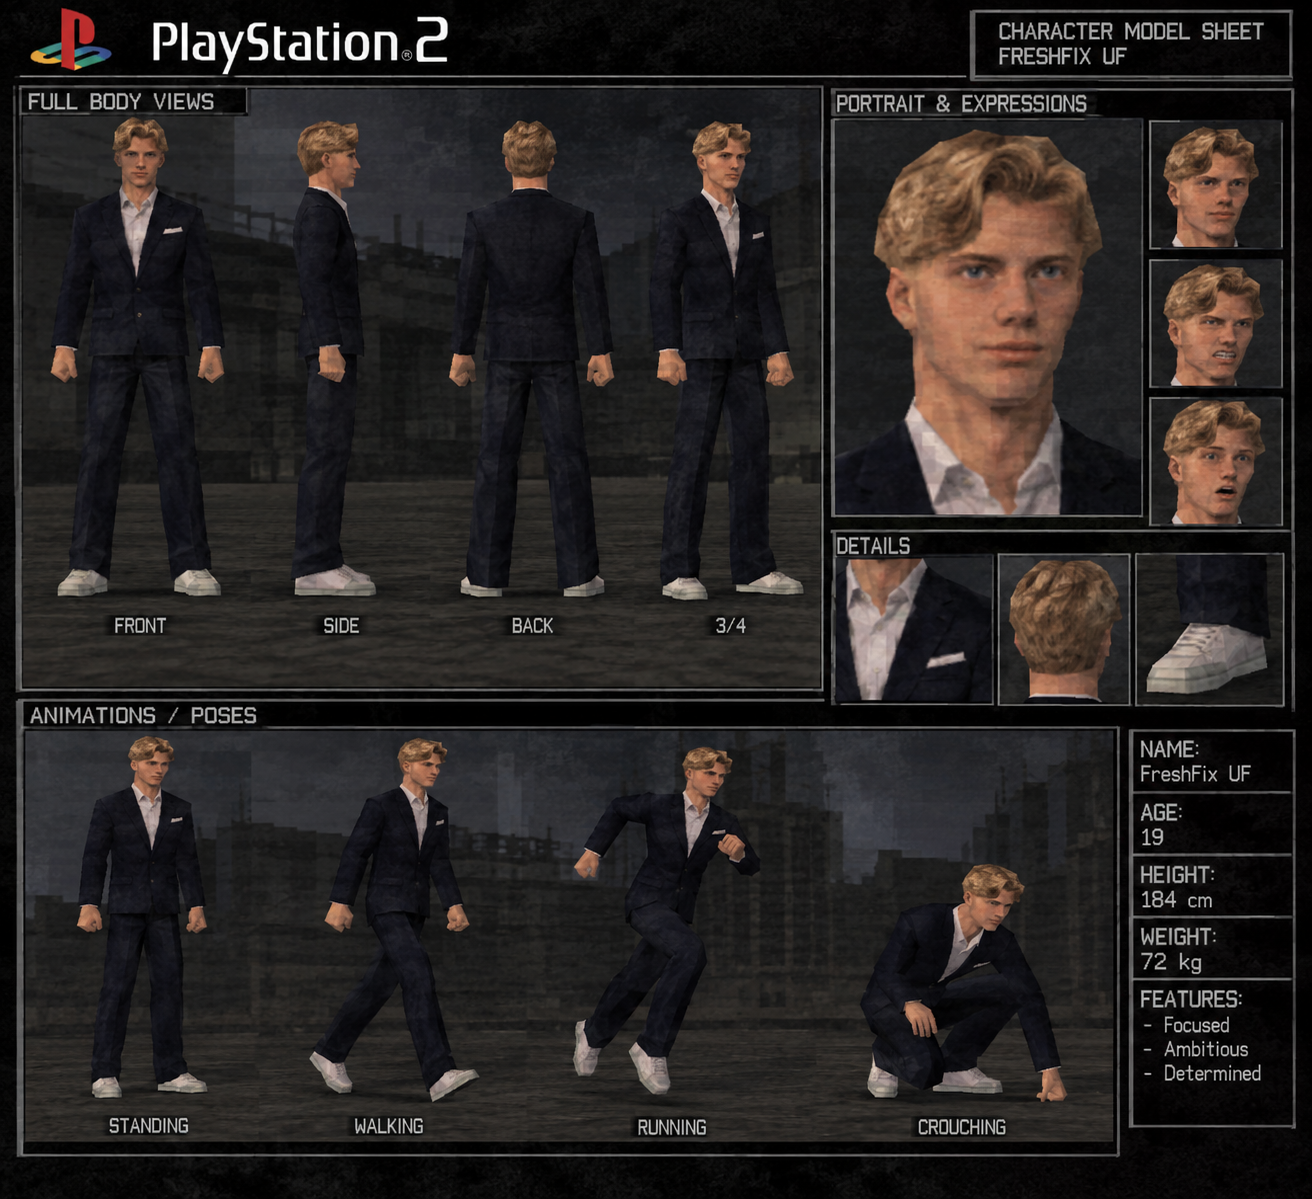 PlayStation®2
CHARACTER MODEL SHEET
FRESHFIX UF
FULL BODY VIEWS
FRONT
SIDE
BACK
3/4
PORTRAIT & EXPRESSIONS
DETAILS
ANIMATIONS / POSES
STANDING
WALKING
RUNNING
CROUCHING
NAME:
FreshFix UF
AGE:
19
HEIGHT:
184 cm
WEIGHT:
72 kg
FEATURES:
- Focused
- Ambitious
- Determined